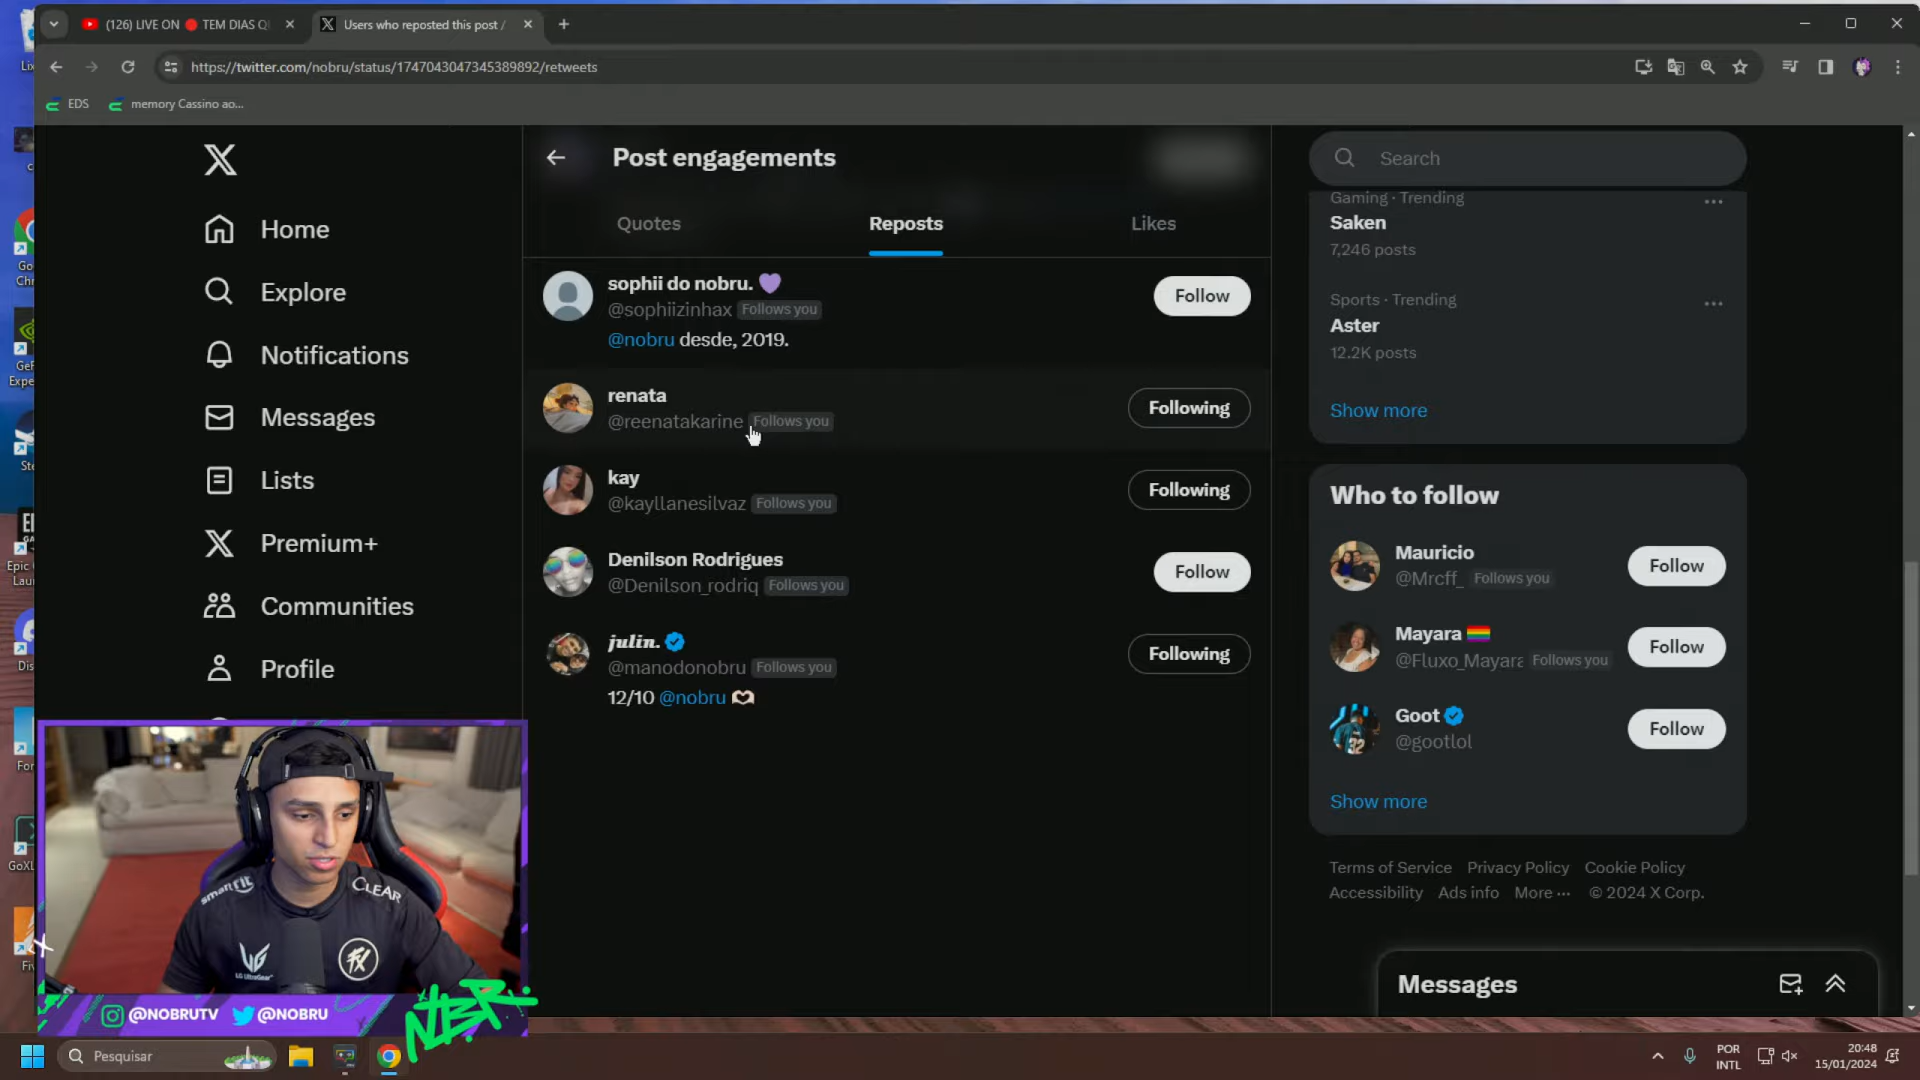 (126) LIVE ON 🔴 TEM DIAS Q
Users who reposted this post /
https://twitter.com/nobru/status/1747043047345389892/retweets
EDS
memory Cassino ao...
Post engagements
Search
Quotes
Reposts
Likes
Home
Explore
Notifications
Messages
Lists
Premium+
Communities
Profile
sophii do nobru. 💜
@sophiizinhax Follows you
@nobru desde, 2019.
Follow
renata
@reenatakarine Follows you
Following
kay
@kayllanesilvaz Follows you
Following
Denilson Rodrigues
@Denilson_rodriq Follows you
Follow
julin.
@manodonobru Follows you
12/10 @nobru 🫶🏻
Following
Gaming · Trending
Saken
7,246 posts
Sports · Trending
Aster
12.2K posts
Show more
Who to follow
Mauricio
@Mrcff_ Follows you
Follow
Mayara 🏳️‍🌈
@Fluxo_Mayara Follows you
Follow
Goot
@gootlol
Follow
Show more
Terms of Service Privacy Policy Cookie Policy
Accessibility Ads info More ··· © 2024 X Corp.
Messages
smartfit
CLEAR
LG UltraGear
FX
@NOBRUTV @NOBRU
NBR
Pesquisar
POR
INTL
20:48
15/01/2024